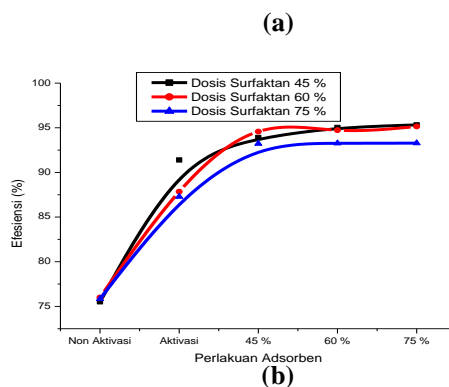 (a)
100
95
90
85
80
75
Efesiensi (%)
Dosis Surfaktan 45 %
Dosis Surfaktan 60 %
Dosis Surfaktan 75 %
Non Aktivasi
Aktivasi
45 %
60 %
75 %
Perlakuan Adsorben
(b)